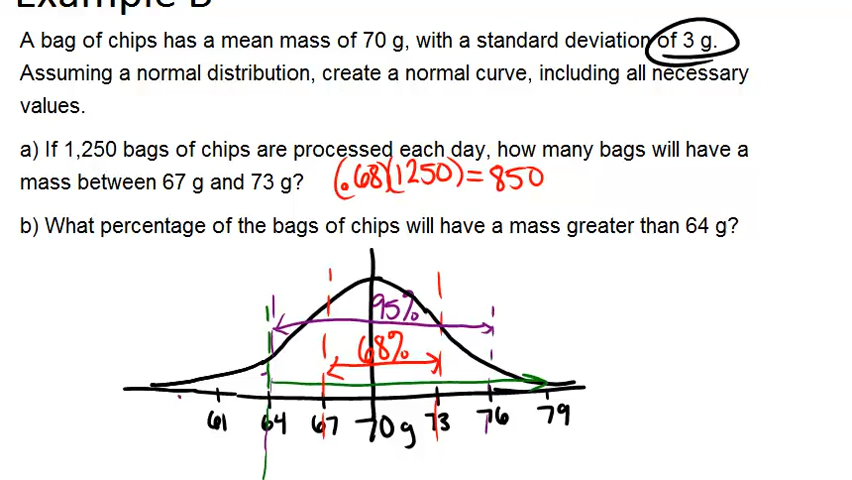 Example B
A bag of chips has a mean mass of 70 g, with a standard deviation of 3 g.
Assuming a normal distribution, create a normal curve, including all necessary
values.
a) If 1,250 bags of chips are processed each day, how many bags will have a
mass between 67 g and 73 g? (.68)(1250)=850
b) What percentage of the bags of chips will have a mass greater than 64 g?
95%
68%
61 64 67 70g 73 76 79